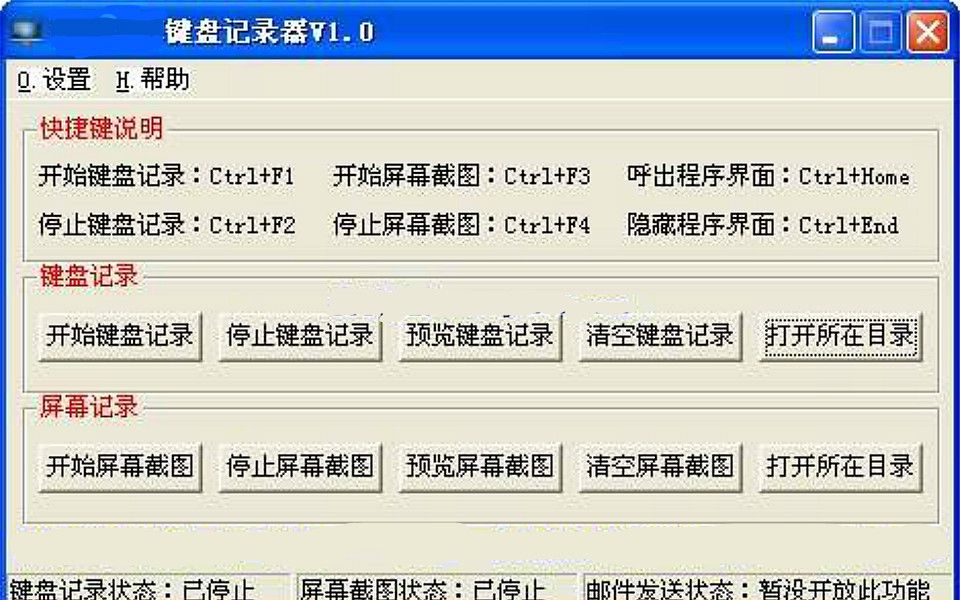 键盘记录器V1.0
O.设置 H.帮助
快捷键说明
开始键盘记录：Ctrl+F1 开始屏幕截图：Ctrl+F3 呼出程序界面：Ctrl+Home
停止键盘记录：Ctrl+F2 停止屏幕截图：Ctrl+F4 隐藏程序界面：Ctrl+End
键盘记录
开始键盘记录 停止键盘记录 预览键盘记录 清空键盘记录 打开所在目录
屏幕记录
开始屏幕截图 停止屏幕截图 预览屏幕截图 清空屏幕截图 打开所在目录
键盘记录状态：已停止 屏幕截图状态：已停止 邮件发送状态：暂没开放此功能